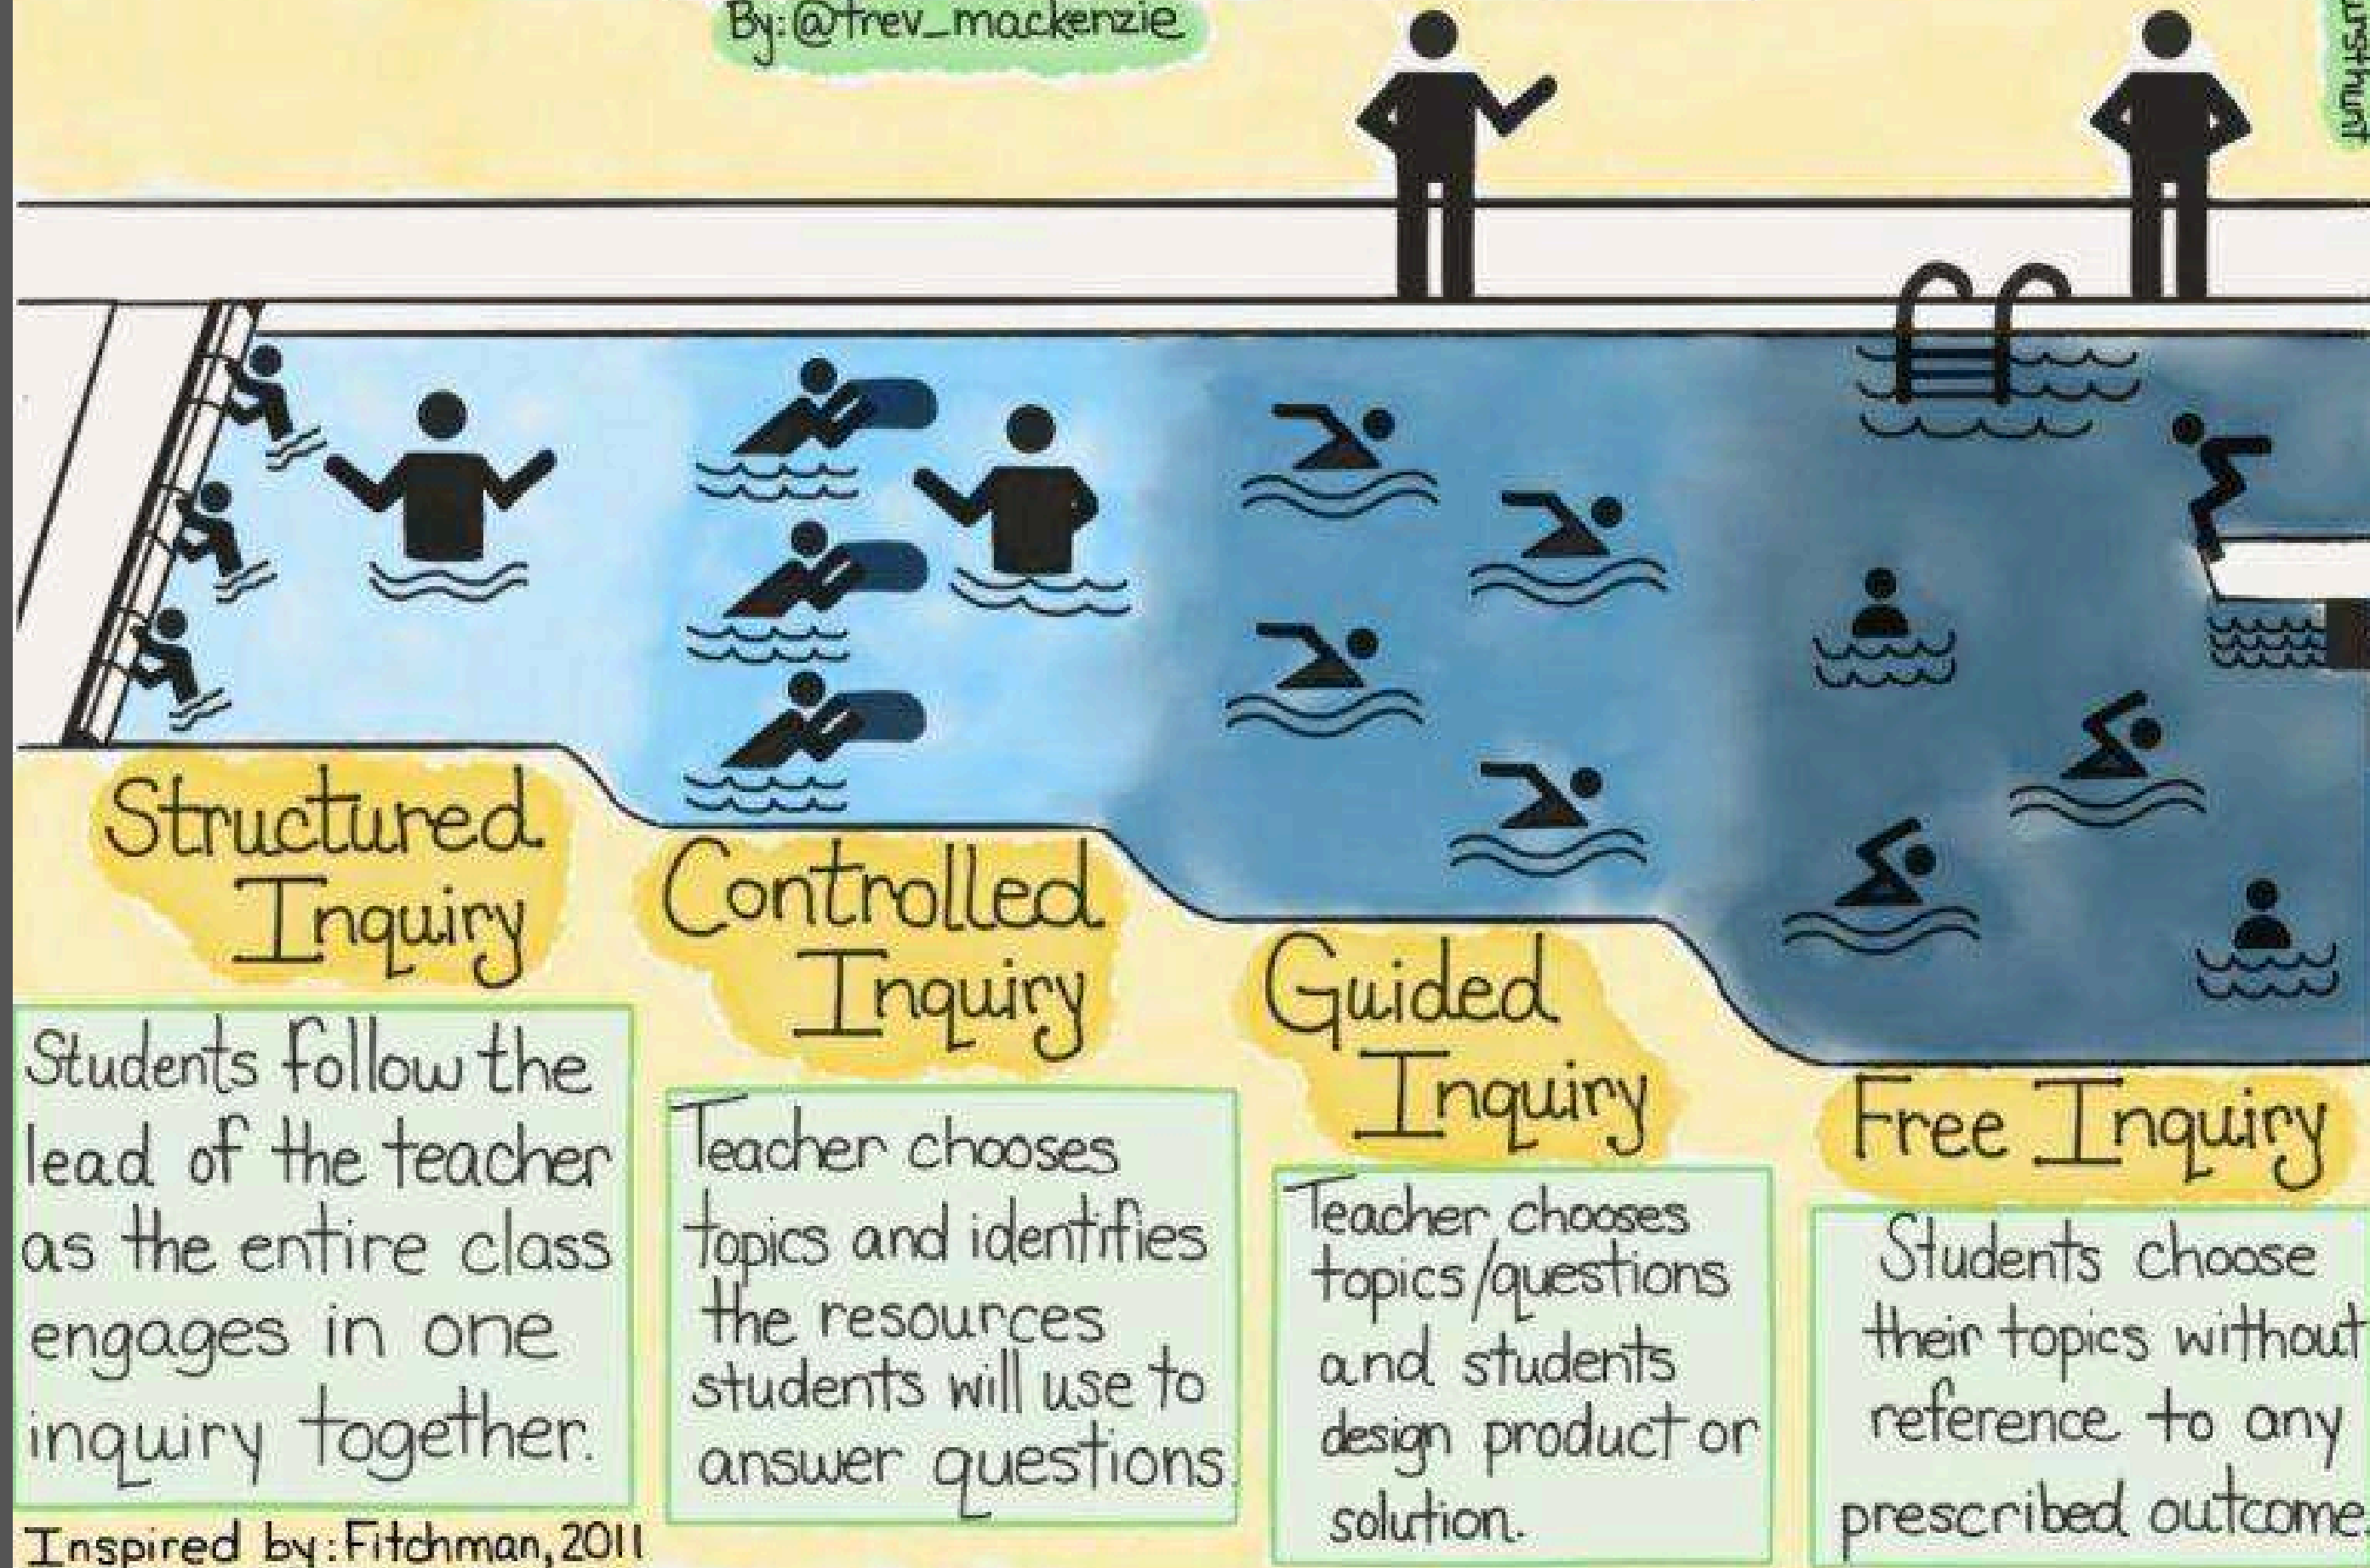 By:@trev_mackenzie
Structured
Inquiry
Students follow the
lead of the teacher
as the entire class
engages in one
inquiry together.
Inspired by:Fitchman,2011
Controlled
Inquiry
Teacher chooses
topics and identifies
the resources
students will use to
answer questions
Guided
Inquiry
Teacher chooses
topics/questions
and students
design product or
solution.
Free Inquiry
Students choose
their topics without
reference to any
prescribed outcome.